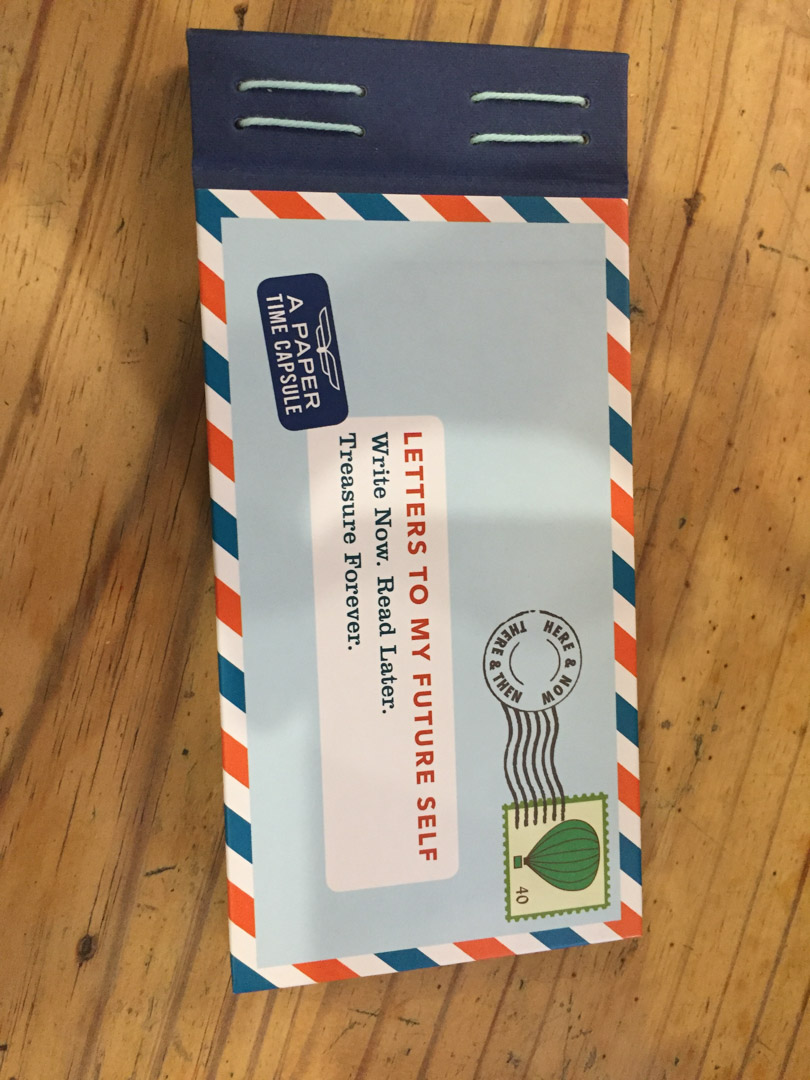 HERE & NOW
THERE & THEN
40
LETTERS TO MY FUTURE SELF
Write Now. Read Later.
Treasure Forever.
A PAPER
TIME CAPSULE